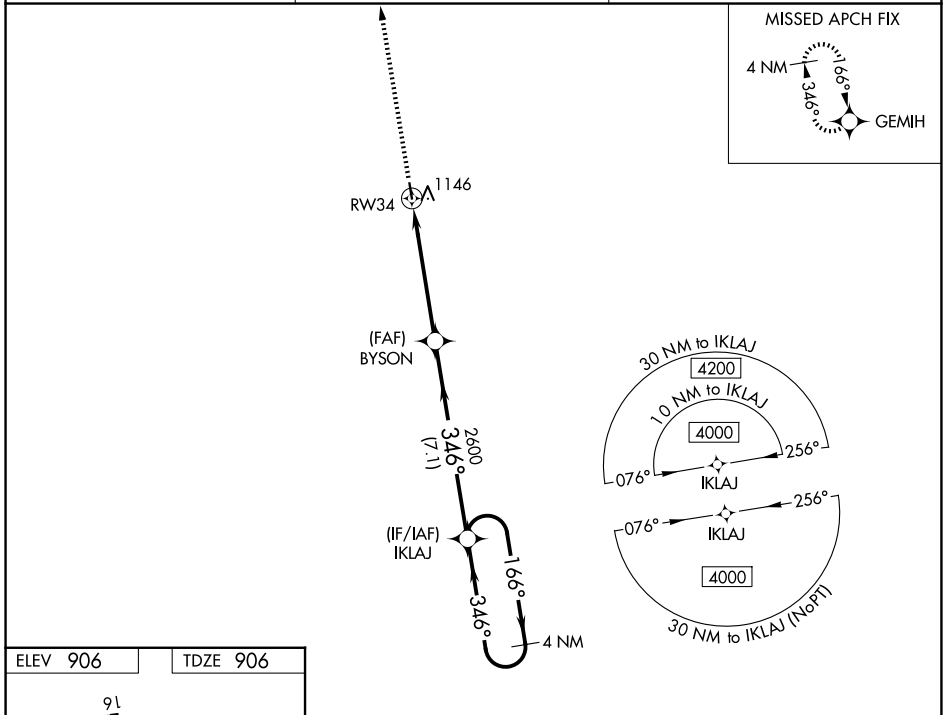 MISSED APCH FIX
4 NM
166°
346°
GEMIH
1146
RW34
(FAF)
BYSON
2600
346°
(7.1)
(IF/IAF)
IKLAJ
166°
346°
4 NM
30 NM to IKLAJ
4200
10 NM to IKLAJ
4000
076°
256°
IKLAJ
076°
256°
IKLAJ
4000
30 NM to IKLAJ (NoPT)
ELEV 906
TDZE 906
16